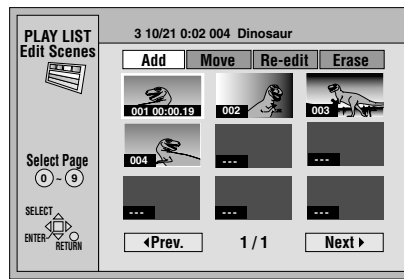 PLAY LIST
Edit Scenes
3 10/21 0:02 004 Dinosaur
Add Move Re-edit Erase
001 00:00.19 002 003
004 --- ---
--- --- ---
Select Page
0 ~ 9
SELECT
ENTER RETURN
Prev. 1 / 1 Next